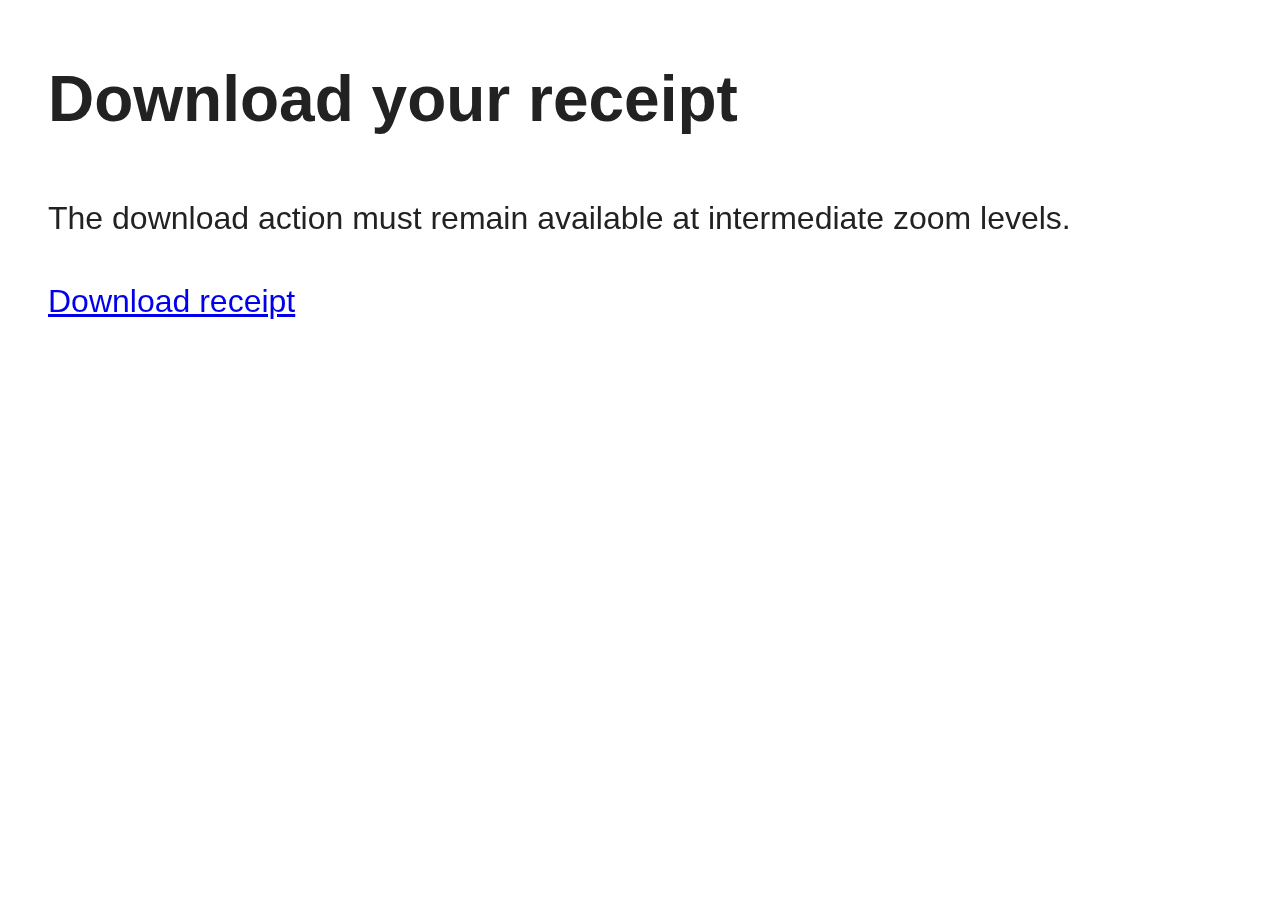 Download your receipt
The download action must remain available at intermediate zoom levels.
Download receipt